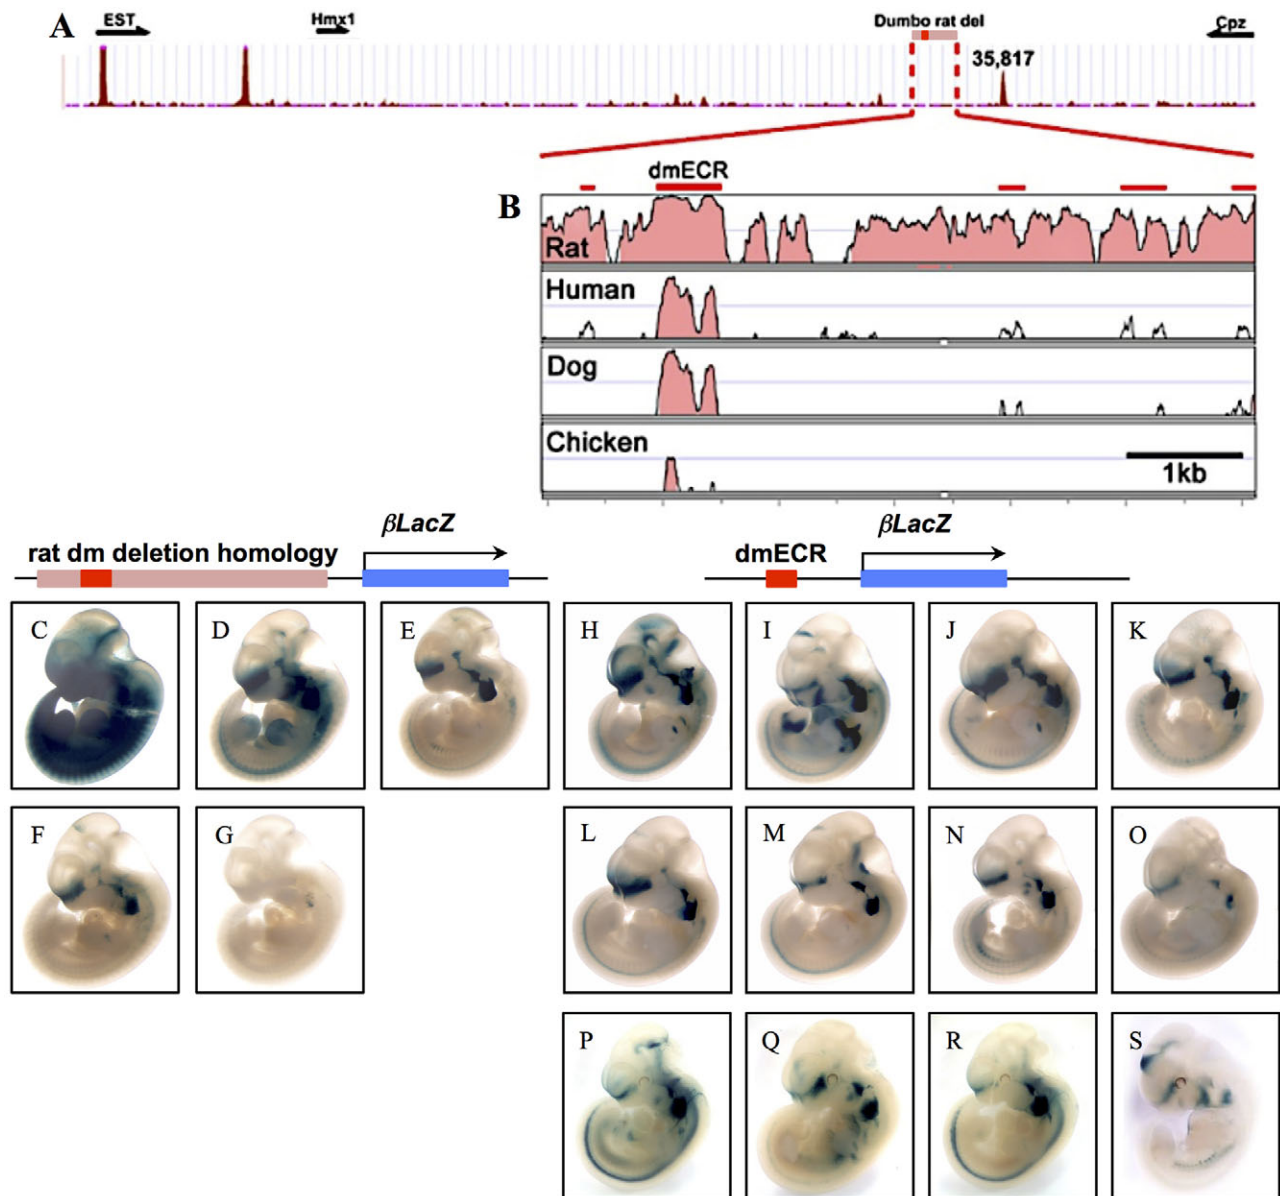 A
EST
Hmx1
Dumbo rat del
Cpz
35,817
dmECR
B
Rat
Human
Dog
Chicken
1kb
βLacZ
βLacZ
rat dm deletion homology
dmECR
C D E H I J K
F G L M N O
P Q R S